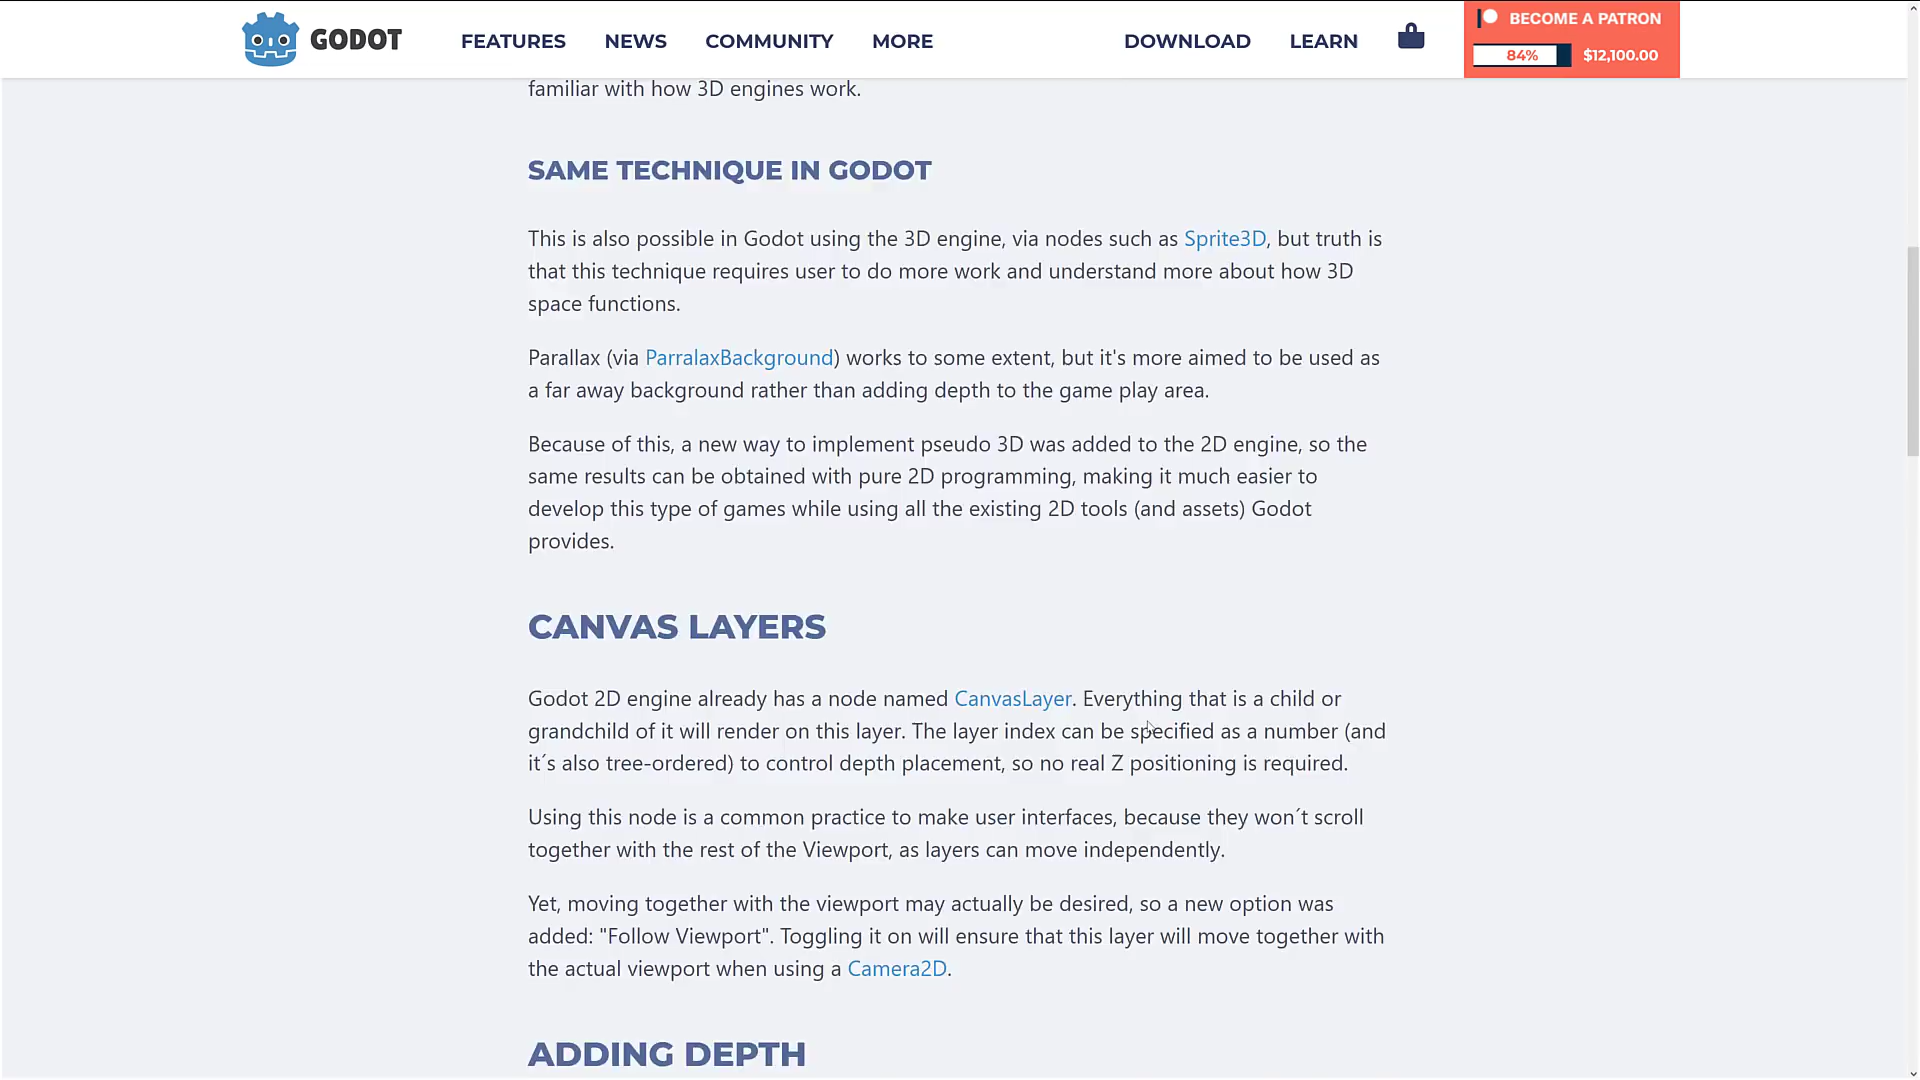 GODOT
FEATURES NEWS COMMUNITY MORE DOWNLOAD LEARN
BECOME A PATRON
84% $12,100.00
familiar with how 3D engines work.
SAME TECHNIQUE IN GODOT
This is also possible in Godot using the 3D engine, via nodes such as Sprite3D, but truth is
that this technique requires user to do more work and understand more about how 3D
space functions.
Parallax (via ParralaxBackground) works to some extent, but it's more aimed to be used as
a far away background rather than adding depth to the game play area.
Because of this, a new way to implement pseudo 3D was added to the 2D engine, so the
same results can be obtained with pure 2D programming, making it much easier to
develop this type of games while using all the existing 2D tools (and assets) Godot
provides.
CANVAS LAYERS
Godot 2D engine already has a node named CanvasLayer. Everything that is a child or
grandchild of it will render on this layer. The layer index can be specified as a number (and
it´s also tree-ordered) to control depth placement, so no real Z positioning is required.
Using this node is a common practice to make user interfaces, because they won´t scroll
together with the rest of the Viewport, as layers can move independently.
Yet, moving together with the viewport may actually be desired, so a new option was
added: "Follow Viewport". Toggling it on will ensure that this layer will move together with
the actual viewport when using a Camera2D.
ADDING DEPTH